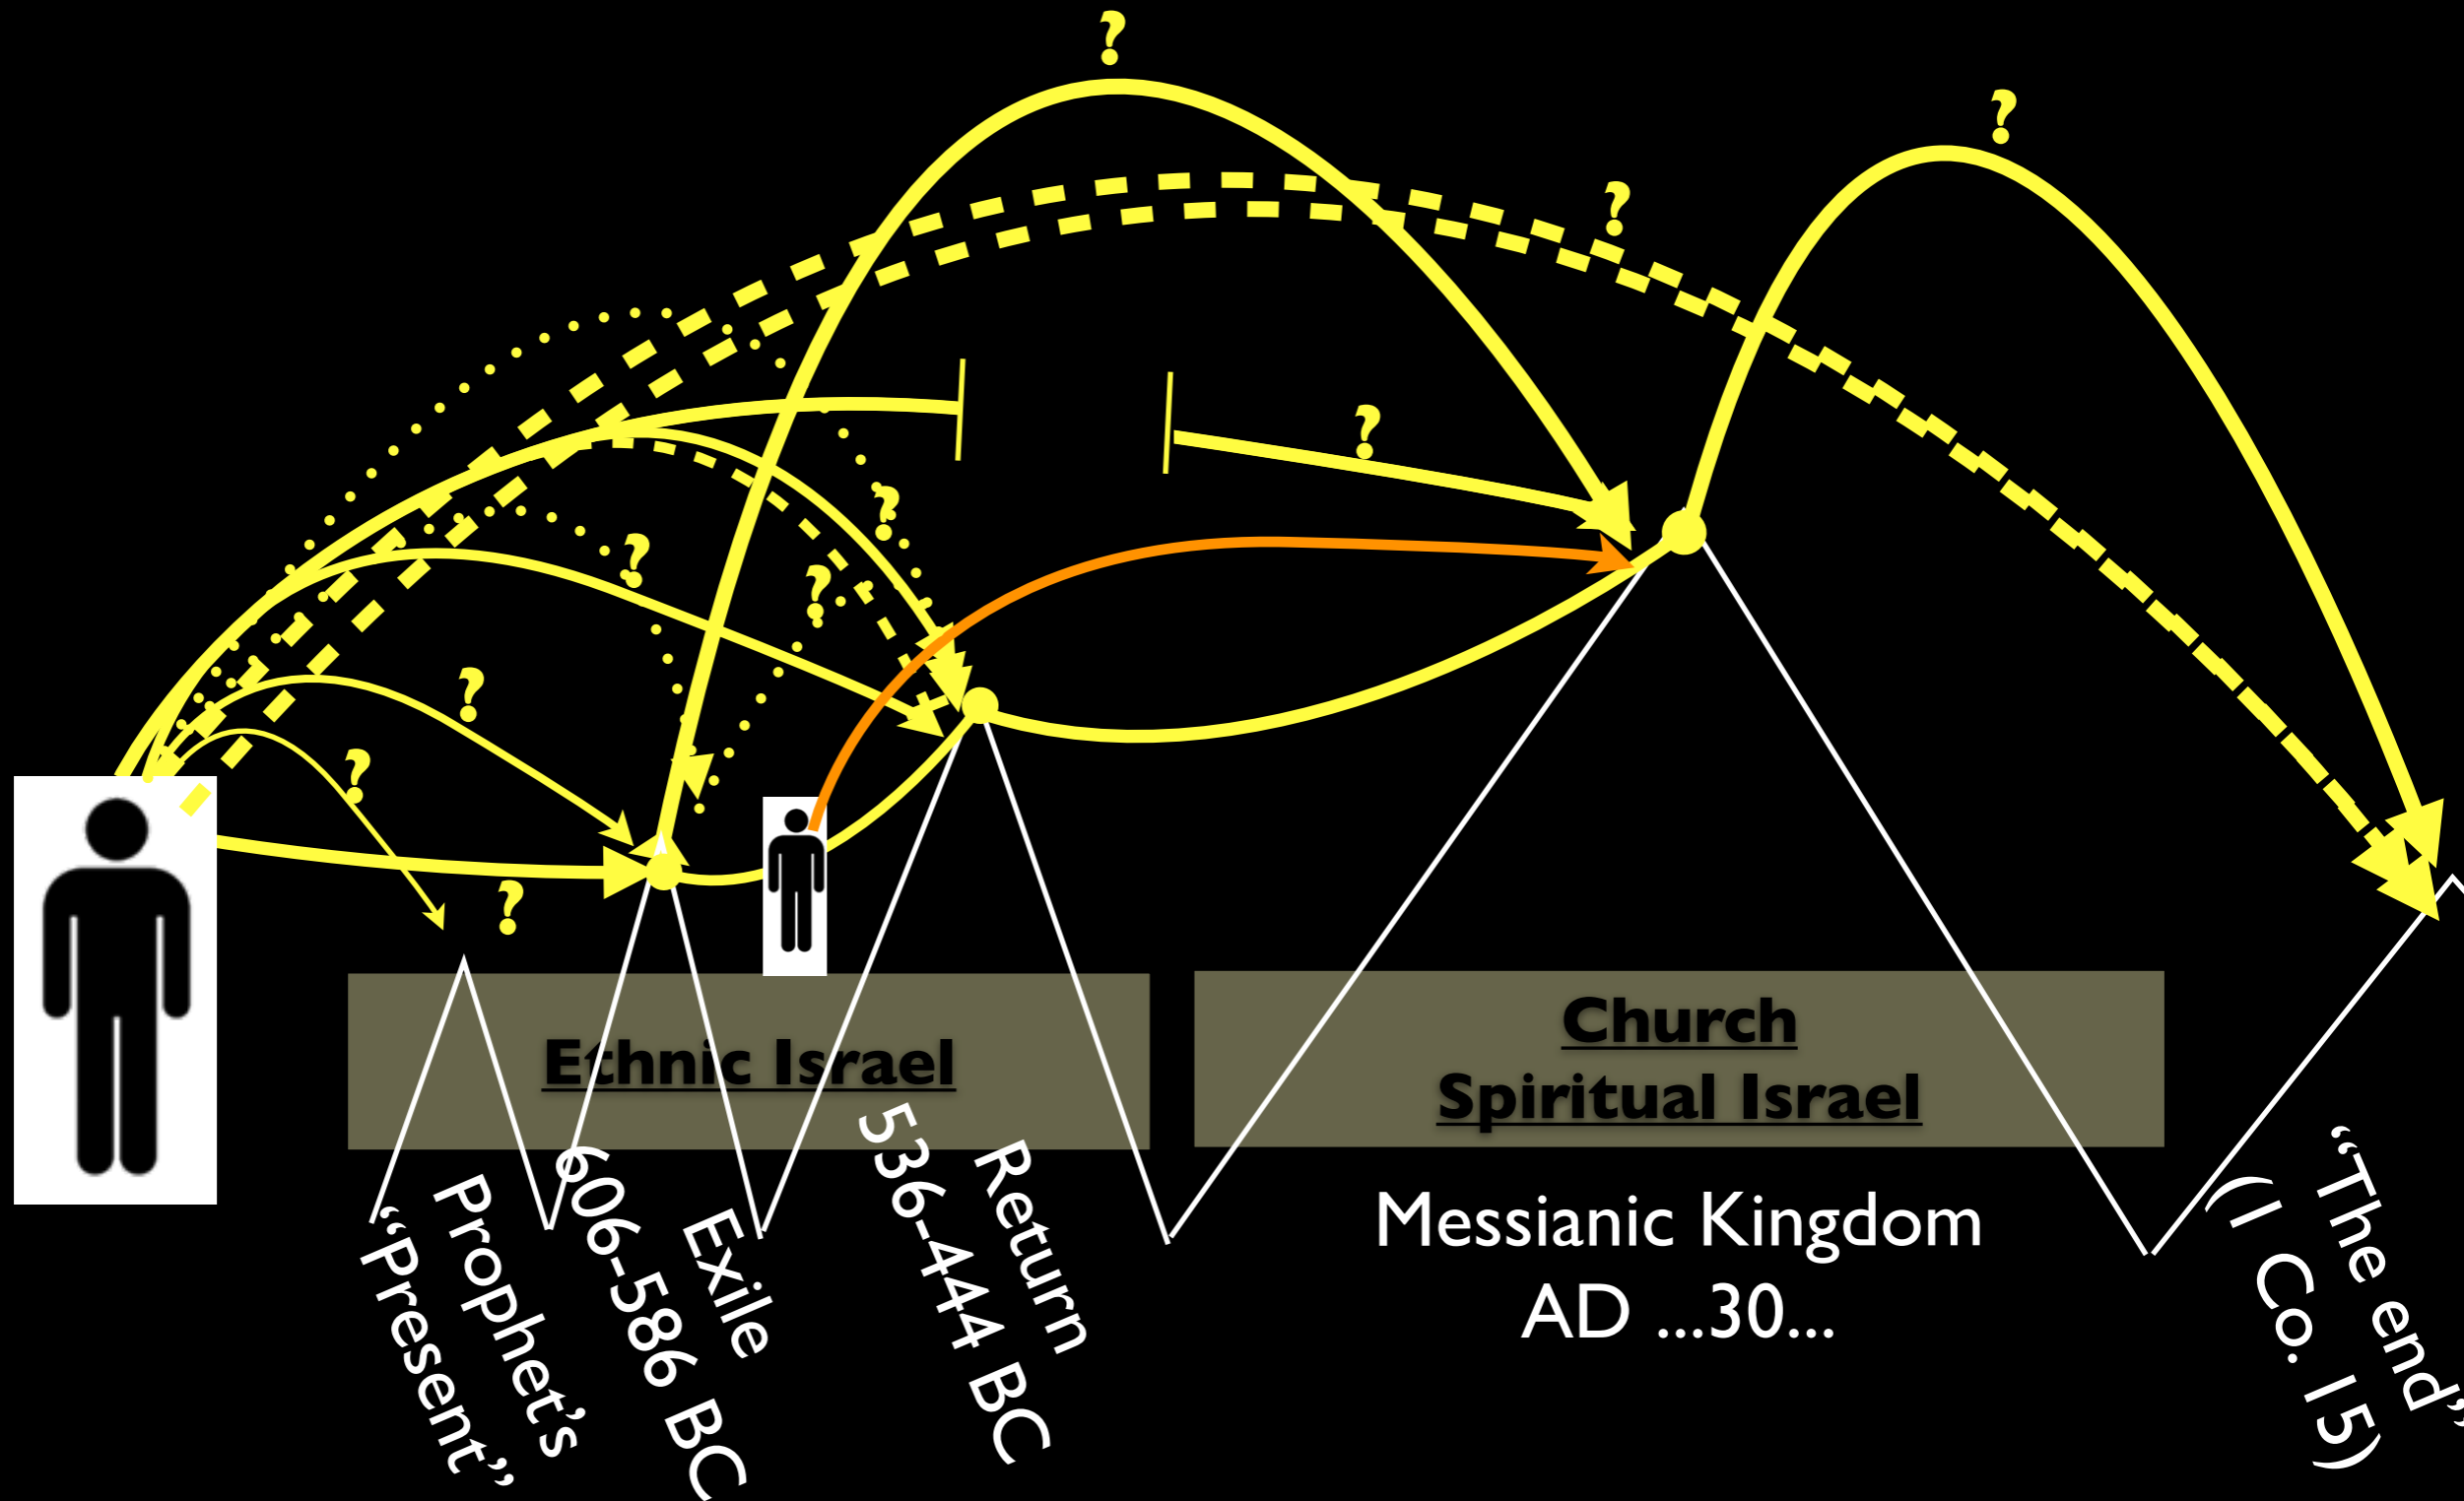 ?
?
?
?
?
?
?
?
?
?
Ethnic Israel
Church
Spiritual Israel
Prophet’s
“Present”
Exile
606-586 BC
Return
536-444 BC
Messianic Kingdom
AD ....30...
“The end”
(1 Co. 15)